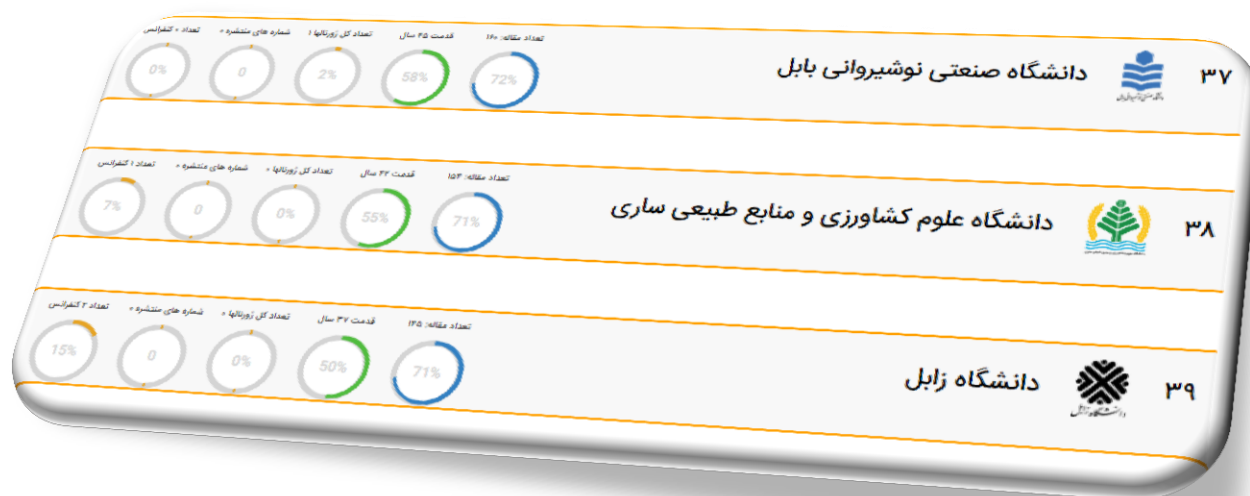 ۳۷
دانشگاه صنعتی نوشیروانی بابل
تعداد مقاله: ۱۶۰
72%
قدمت ۴۵ سال
58%
تعداد کل ژورنالها ۱
2%
شماره های منتشره ۰
0
تعداد ۰ کنفرانس
0%
۳۸
دانشگاه علوم کشاورزی و منابع طبیعی ساری
تعداد مقاله: ۱۵۴
71%
قدمت ۴۲ سال
55%
تعداد کل ژورنالها ۰
0%
شماره های منتشره ۰
0
تعداد ۱ کنفرانس
7%
۳۹
دانشگاه زابل
دانشگاه زابل
تعداد مقاله: ۱۴۵
71%
قدمت ۳۷ سال
50%
تعداد کل ژورنالها ۰
0%
شماره های منتشره ۰
0
تعداد ۲ کنفرانس
15%